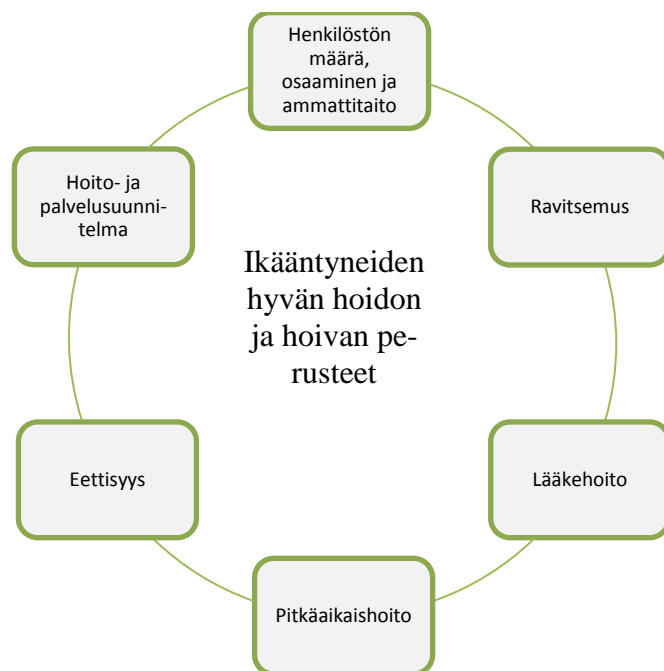 Henkilöstön
määrä,
osaaminen ja
ammattitaito
Hoito- ja
palvelusuunni-
telma
Ravitsemus
Ikääntyneiden
hyvän hoidon
ja hoivan pe-
rusteet
Eettisyys
Lääkehoito
Pitkäaikaishoito